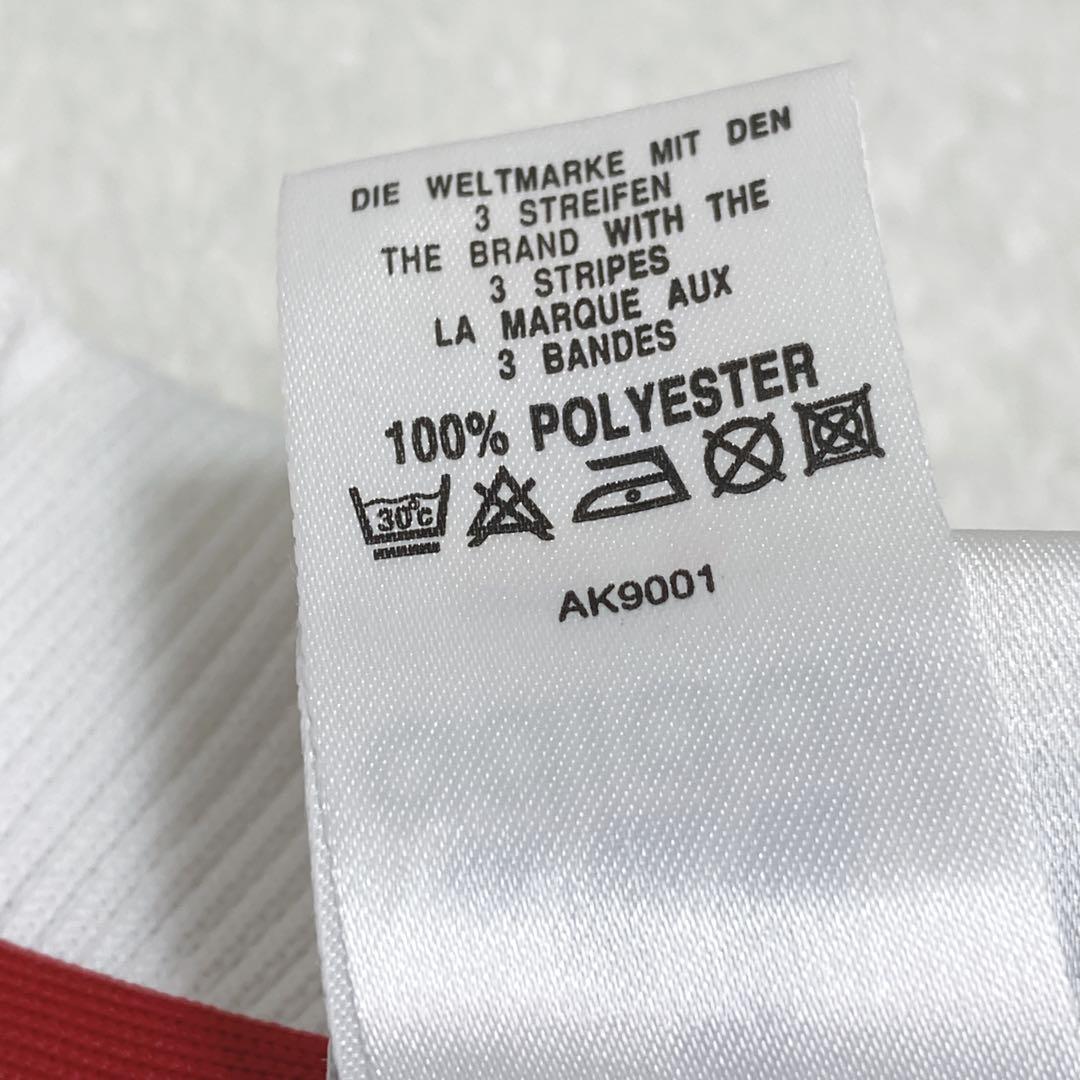 DIE WELTMARKE MIT DEN
3 STREIFEN
THE BRAND WITH THE
3 STRIPES
LA MARQUE AUX
3 BANDES
100% POLYESTER
30°C
AK9001